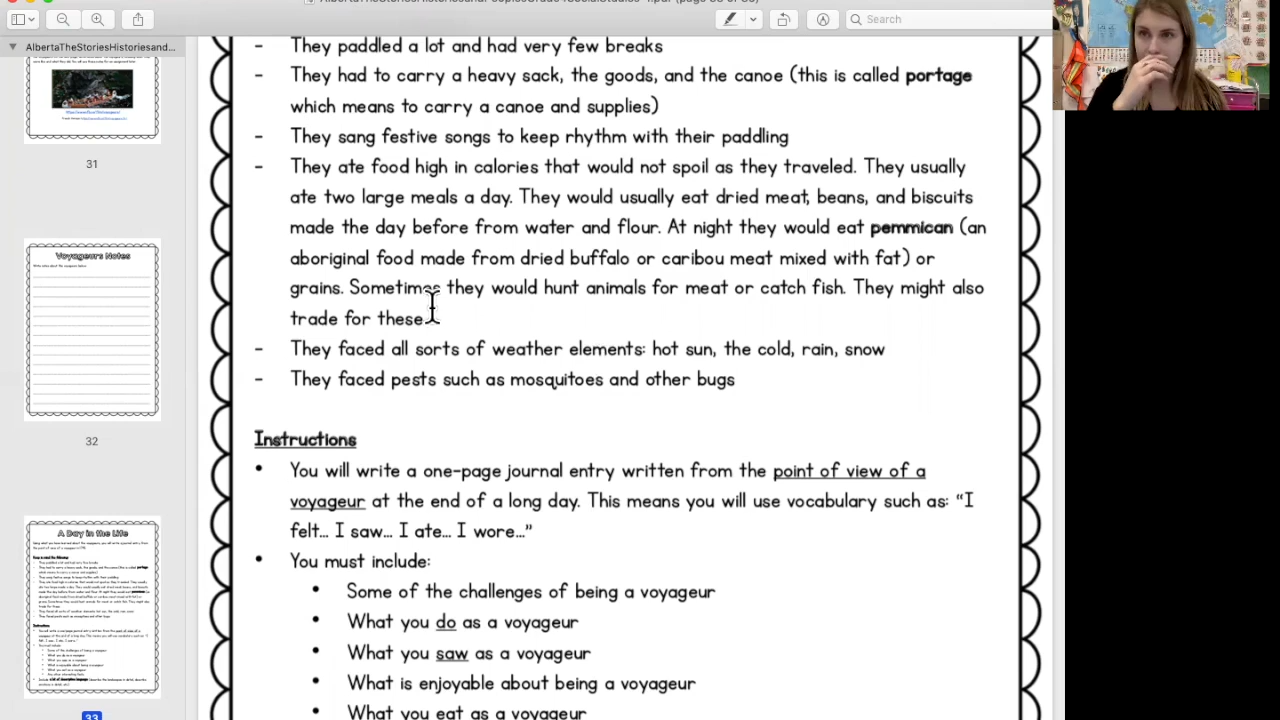 Search
AlbertaTheStoriesHistoriesand...
31
Voyageurs Notes
32
A Day in the Life
33
- They paddled a lot and had very few breaks
- They had to carry a heavy sack, the goods, and the canoe (this is called portage
which means to carry a canoe and supplies)
- They sang festive songs to keep rhythm with their paddling
- They ate food high in calories that would not spoil as they traveled. They usually
ate two large meals a day. They would usually eat dried meat, beans, and biscuits
made the day before from water and flour. At night they would eat pemmican (an
aboriginal food made from dried buffalo or caribou meat mixed with fat) or
grains. Sometimes they would hunt animals for meat or catch fish. They might also
trade for these.
- They faced all sorts of weather elements: hot sun, the cold, rain, snow
- They faced pests such as mosquitoes and other bugs
Instructions
• You will write a one-page journal entry written from the point of view of a
voyageur at the end of a long day. This means you will use vocabulary such as: “I
felt… I saw… I ate… I wore…”
• You must include:
• Some of the challenges of being a voyageur
• What you do as a voyageur
• What you saw as a voyageur
• What is enjoyable about being a voyageur
• What you eat as a voyageur